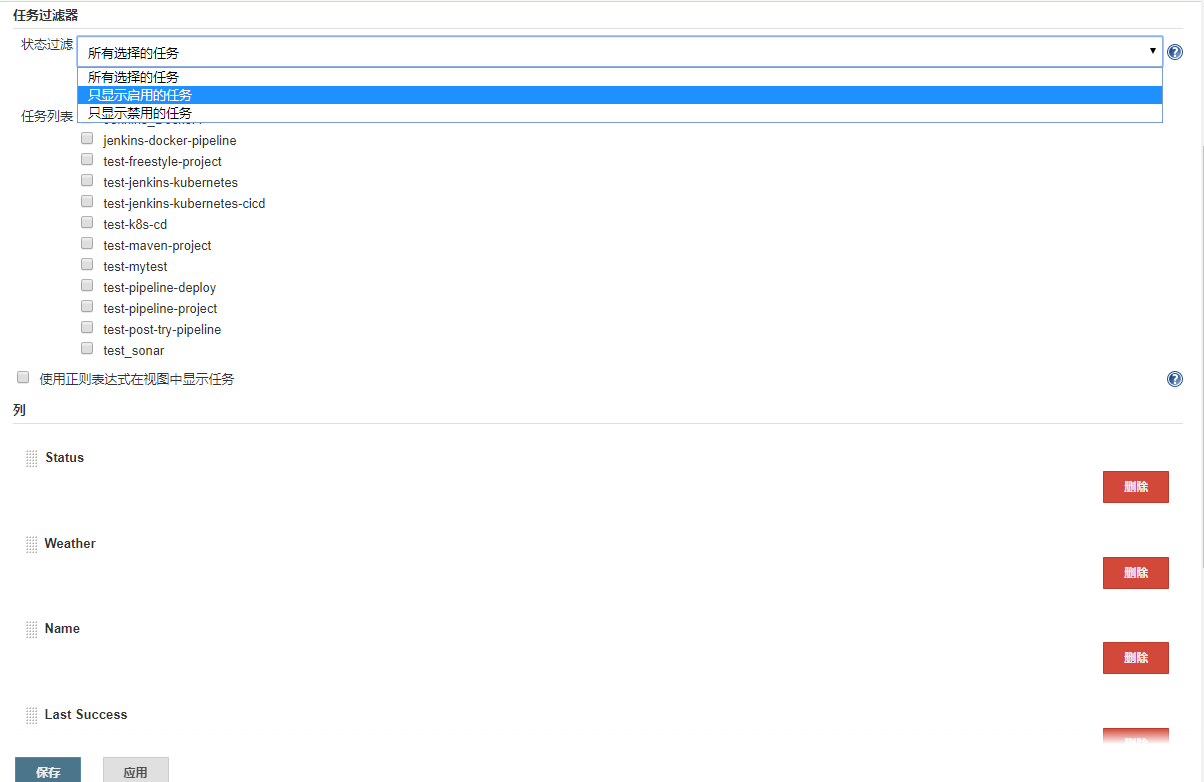 任务过滤器
状态过滤
所有选择的任务
所有选择的任务
只显示启用的任务
只显示禁用的任务
任务列表
jenkins-docker-pipeline
test-freestyle-project
test-jenkins-kubernetes
test-jenkins-kubernetes-cicd
test-k8s-cd
test-maven-project
test-mytest
test-pipeline-deploy
test-pipeline-project
test-post-try-pipeline
test_sonar
使用正则表达式在视图中显示任务
列
Status
删除
Weather
删除
Name
删除
Last Success
删除
保存
应用